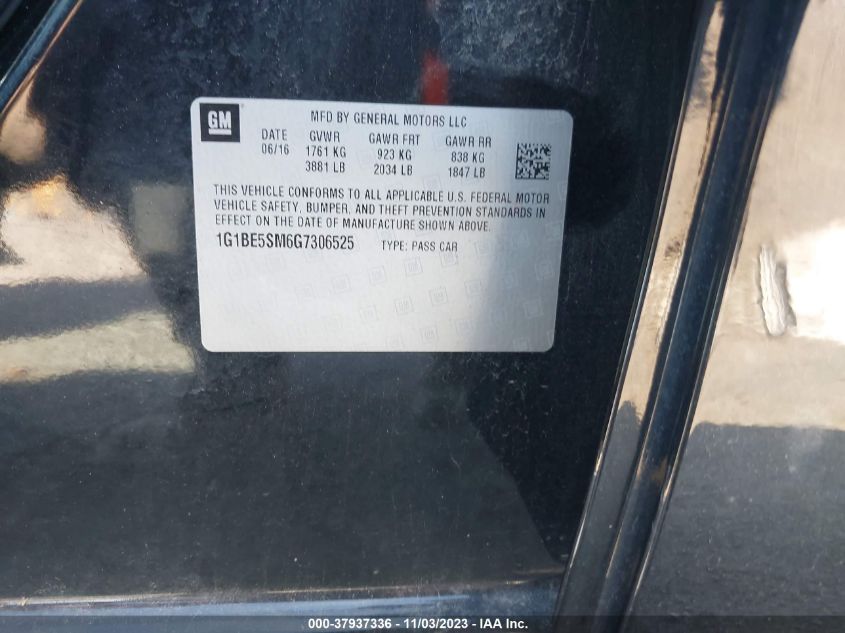 GM
MFD BY GENERAL MOTORS LLC
DATE GVWR GAWR FRT GAWR RR
06/16 1761 KG 923 KG 838 KG
3881 LB 2034 LB 1847 LB
THIS VEHICLE CONFORMS TO ALL APPLICABLE U.S. FEDERAL MOTOR
VEHICLE SAFETY, BUMPER, AND THEFT PREVENTION STANDARDS IN
EFFECT ON THE DATE OF MANUFACTURE SHOWN ABOVE.
1G1BE5SM6G7306525 TYPE: PASS CAR
000-37937336 - 11/03/2023 - IAA Inc.